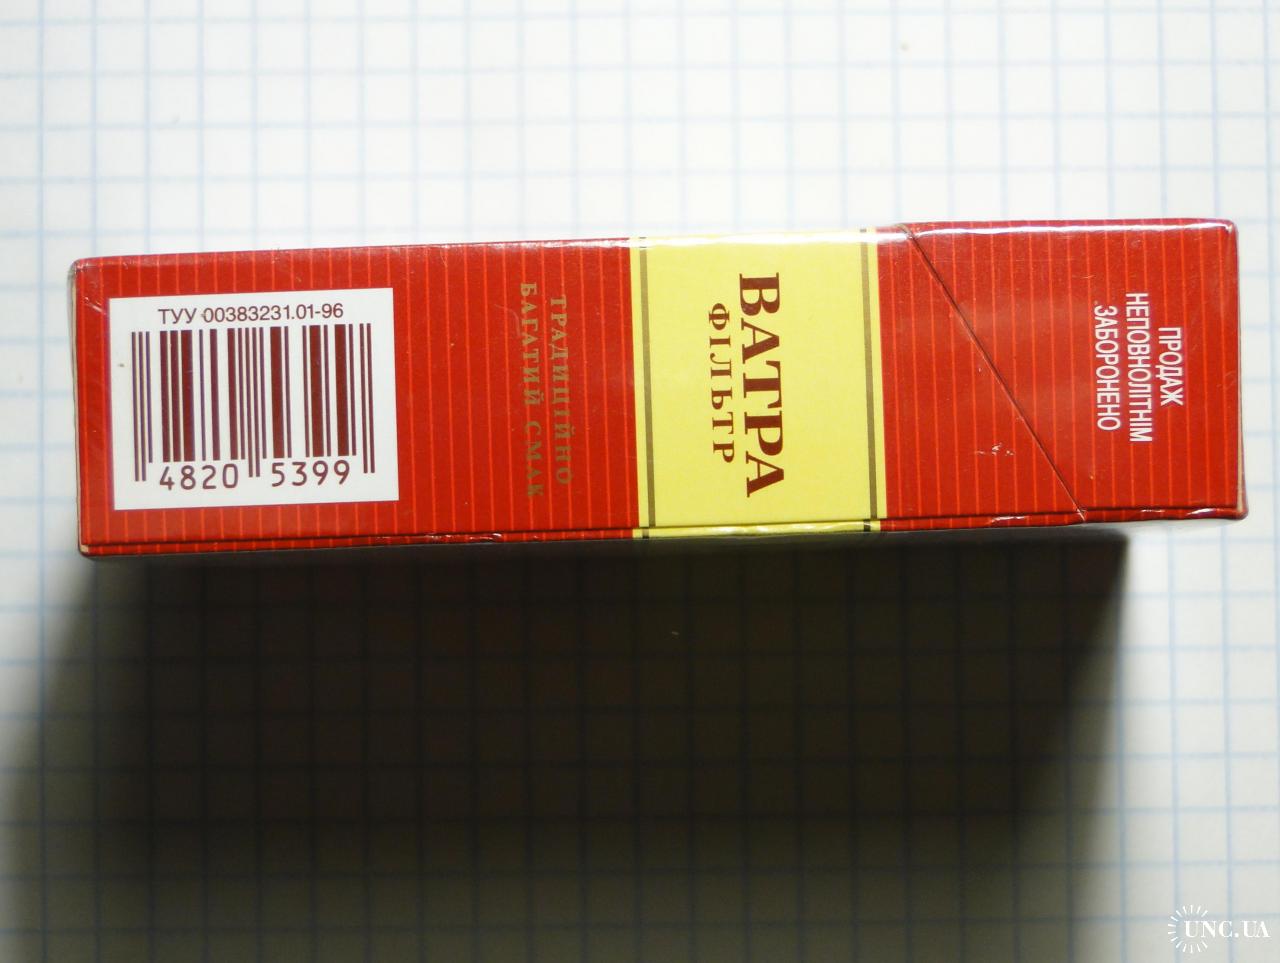 ТУУ 00383231.01-96
4820 5399
ТРАДИЦІЙНО
БАГАТИЙ СМАК
ВАТРА
ФІЛЬТР
ПРОДАЖ
НЕПОВНОЛІТНІМ
ЗАБОРОНЕНО
UNC.UA